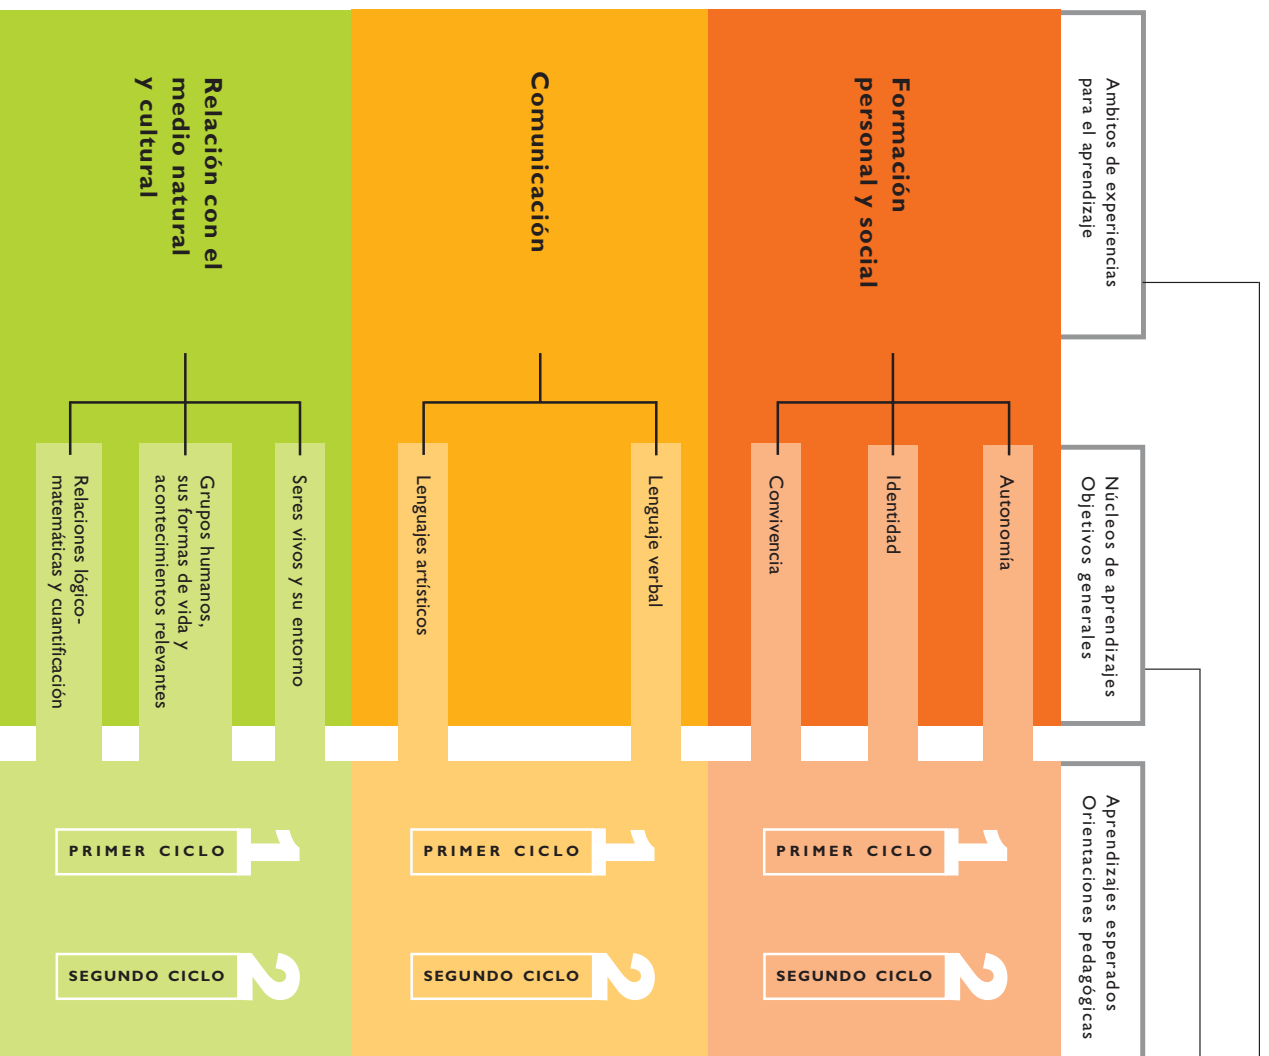 Ambitos de experiencias
para el aprendizaje
Formación
personal y social
Comunicación
Relación con el
medio natural
y cultural
Núcleos de aprendizajes
Objetivos generales
Autonomía
Identidad
Convivencia
Lenguaje verbal
Lenguajes artísticos
Seres vivos y su entorno
Grupos humanos,
sus formas de vida y
acontecimientos relevantes
Relaciones lógico-
matemáticas y cuantificación
Aprendizajes esperados
Orientaciones pedagógicas
1
PRIMER CICLO
2
SEGUNDO CICLO
1
PRIMER CICLO
2
SEGUNDO CICLO
1
PRIMER CICLO
2
SEGUNDO CICLO